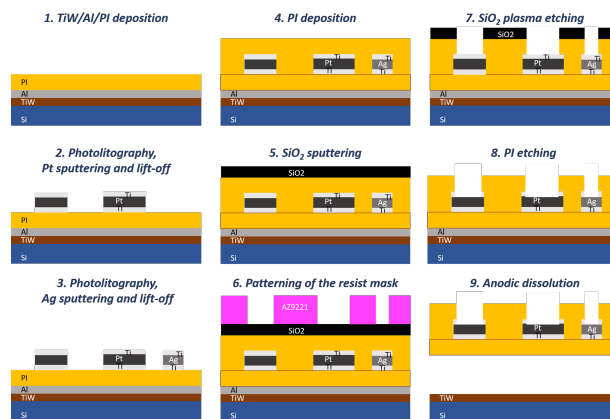 1. TiW/Al/PI deposition
PI
Al
TiW
Si
2. Photolitography,
Pt sputtering and lift-off
Ti
Pt
Ti
PI
Al
TiW
Si
3. Photolitography,
Ag sputtering and lift-off
Ti Ti
Pt Ag
Ti Ti
PI
Al
TiW
Si
4. PI deposition
Ti Ti
Pt Ag
Ti Ti
Al
TiW
Si
5. SiO₂ sputtering
SiO2
Ti Ti
Pt Ag
Ti Ti
Al
TiW
Si
6. Patterning of the resist mask
AZ9221
SiO2
Ti Ti
Pt Ag
Ti Ti
Al
TiW
Si
7. SiO₂ plasma etching
SiO2
Ti Ti
Pt Ag
Ti Ti
Al
TiW
Si
8. PI etching
Ti Ti
Pt Ag
Ti Ti
Al
TiW
Si
9. Anodic dissolution
Ti Ti
Pt Ag
Ti Ti
TiW
Si